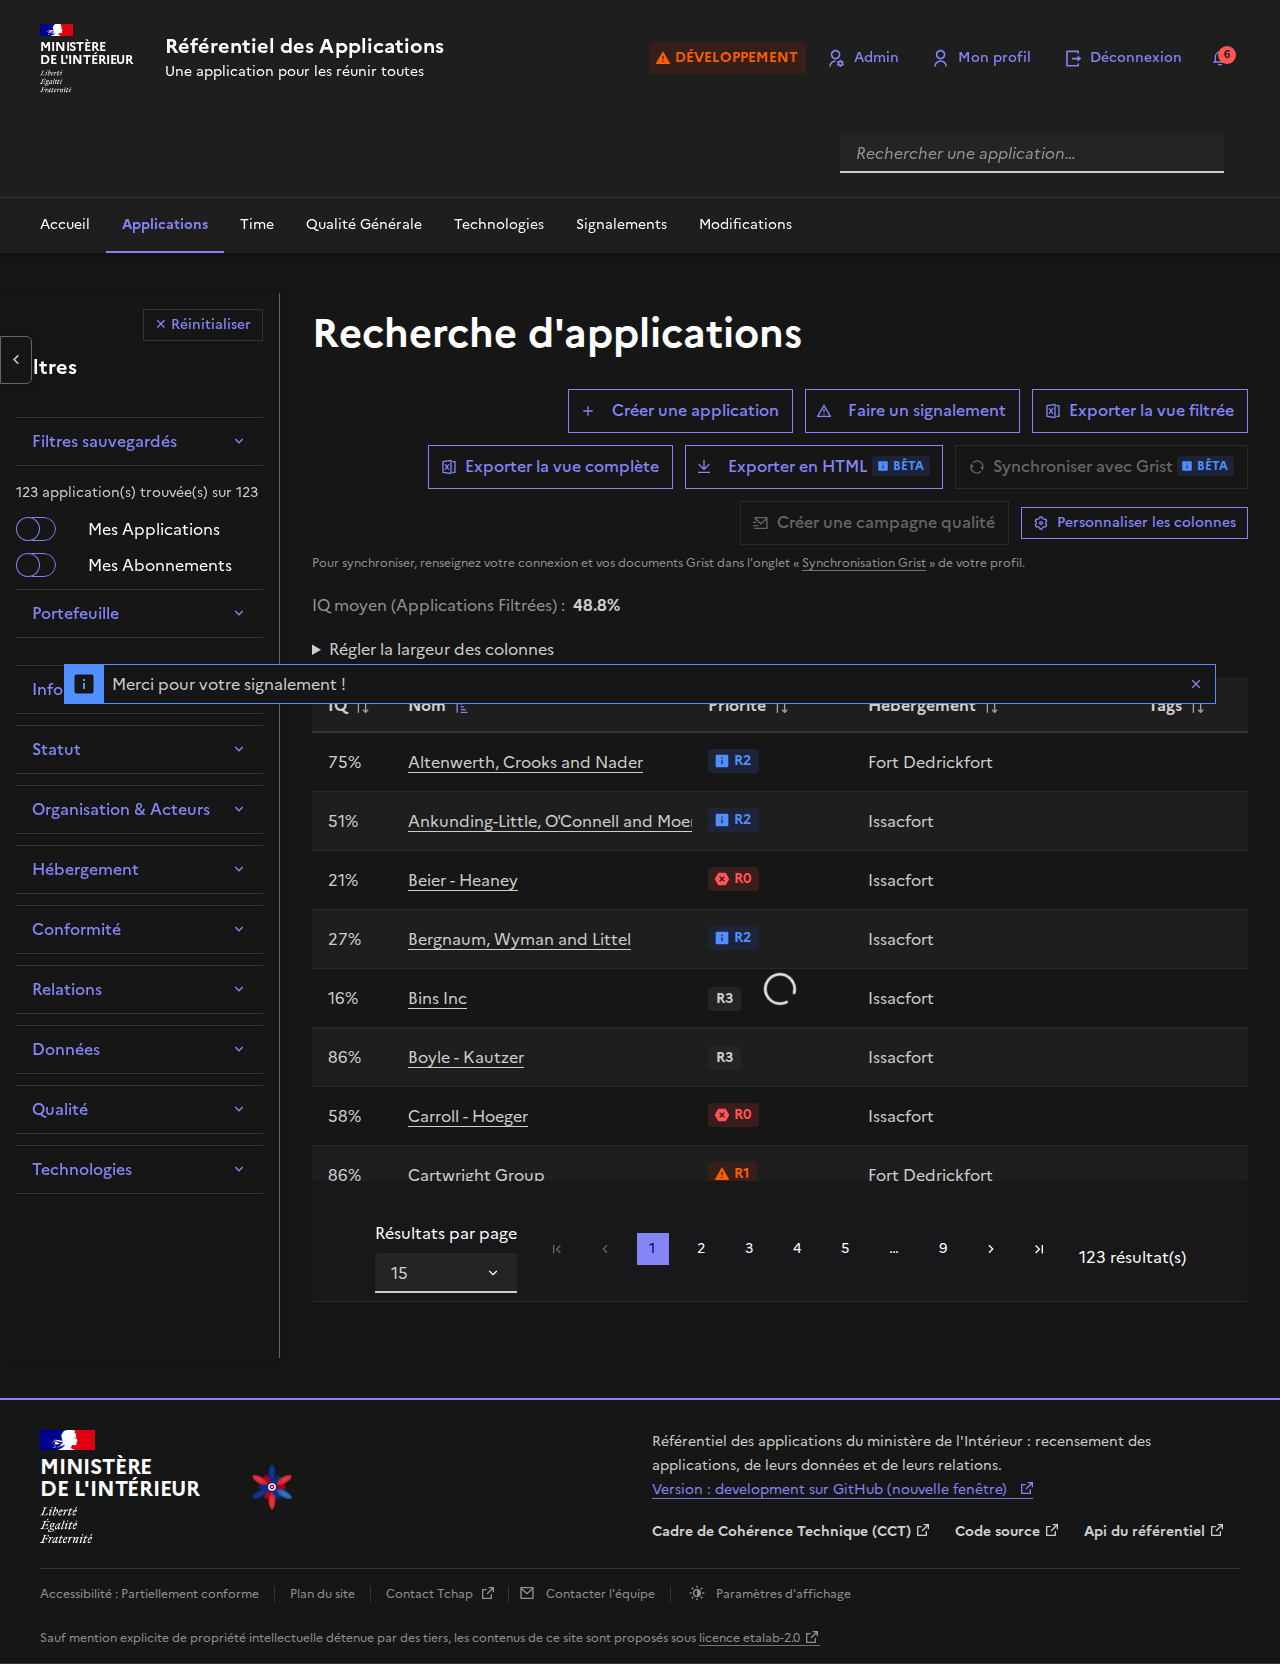 MINISTÈRE
DE L'INTÉRIEUR
Liberté
Égalité
Fraternité
Référentiel des Applications
Une application pour les réunir toutes
DÉVELOPPEMENT
Admin
Mon profil
Déconnexion
6
Rechercher une application…
Accueil
Applications
Time
Qualité Générale
Technologies
Signalements
Modifications
Réinitialiser
ltres
Filtres sauvegardés
123 application(s) trouvée(s) sur 123
Mes Applications
Mes Abonnements
Portefeuille
Info
Statut
Organisation & Acteurs
Hébergement
Conformité
Relations
Données
Qualité
Technologies
Recherche d'applications
Créer une application
Faire un signalement
Exporter la vue filtrée
Exporter la vue complète
Exporter en HTML BÊTA
Synchroniser avec Grist BÊTA
Créer une campagne qualité
Personnaliser les colonnes
Pour synchroniser, renseignez votre connexion et vos documents Grist dans l'onglet « Synchronisation Grist » de votre profil.
IQ moyen (Applications Filtrées) : 48.8%
Régler la largeur des colonnes
Merci pour votre signalement !
IQ Nom Priorité Hébergement Tags
75% Altenwerth, Crooks and Nader R2 Fort Dedrickfort
51% Ankunding-Little, O'Connell and Moer R2 Issacfort
21% Beier - Heaney R0 Issacfort
27% Bergnaum, Wyman and Littel R2 Issacfort
16% Bins Inc R3 Issacfort
86% Boyle - Kautzer R3 Issacfort
58% Carroll - Hoeger R0 Issacfort
86% Cartwright Group R1 Fort Dedrickfort
Résultats par page
15
1 2 3 4 5 … 9
123 résultat(s)
MINISTÈRE
DE L'INTÉRIEUR
Liberté
Égalité
Fraternité
Référentiel des applications du ministère de l'Intérieur : recensement des
applications, de leurs données et de leurs relations.
Version : development sur GitHub (nouvelle fenêtre)
Cadre de Cohérence Technique (CCT)
Code source
Api du référentiel
Accessibilité : Partiellement conforme
Plan du site
Contact Tchap
Contacter l'équipe
Paramètres d'affichage
Sauf mention explicite de propriété intellectuelle détenue par des tiers, les contenus de ce site sont proposés sous licence etalab-2.0